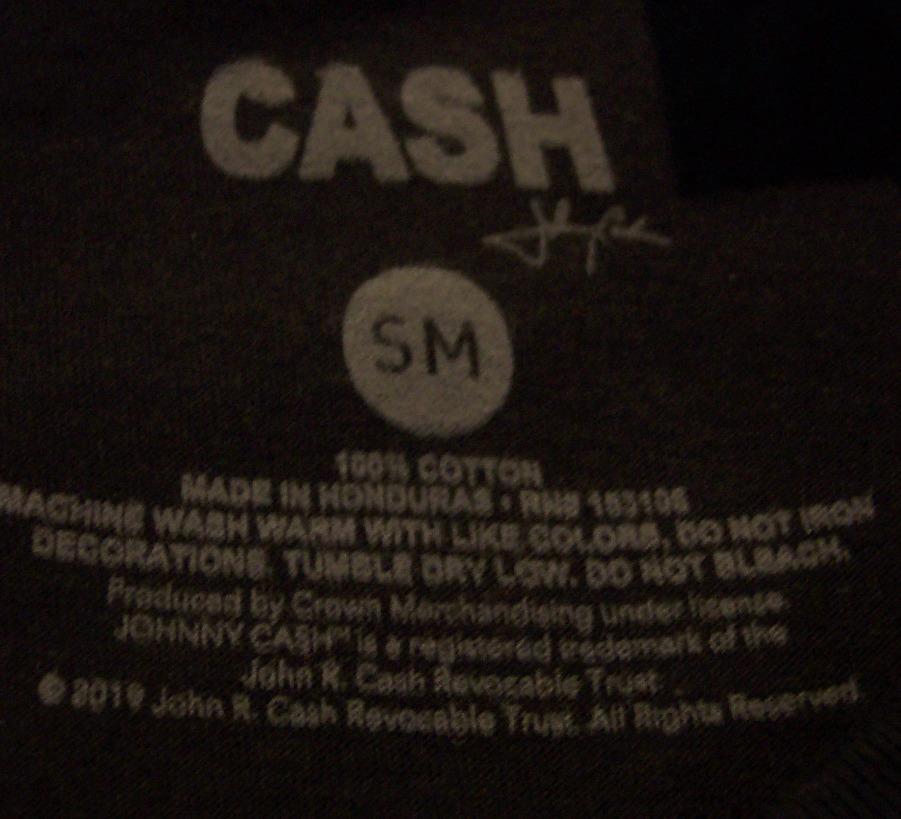 CASH
SM
100% COTTON
MADE IN HONDURAS • RN#
MACHINE WASH WARM WITH LIKE COLORS. DO NOT IRON
DECORATIONS. TUMBLE DRY LOW. DO NOT BLEACH.
Produced by Crown Merchandising under license.
JOHNNY CASH™ is a registered trademark of the
John R. Cash Revocable Trust.
© 2019 John R. Cash Revocable Trust. All Rights Reserved